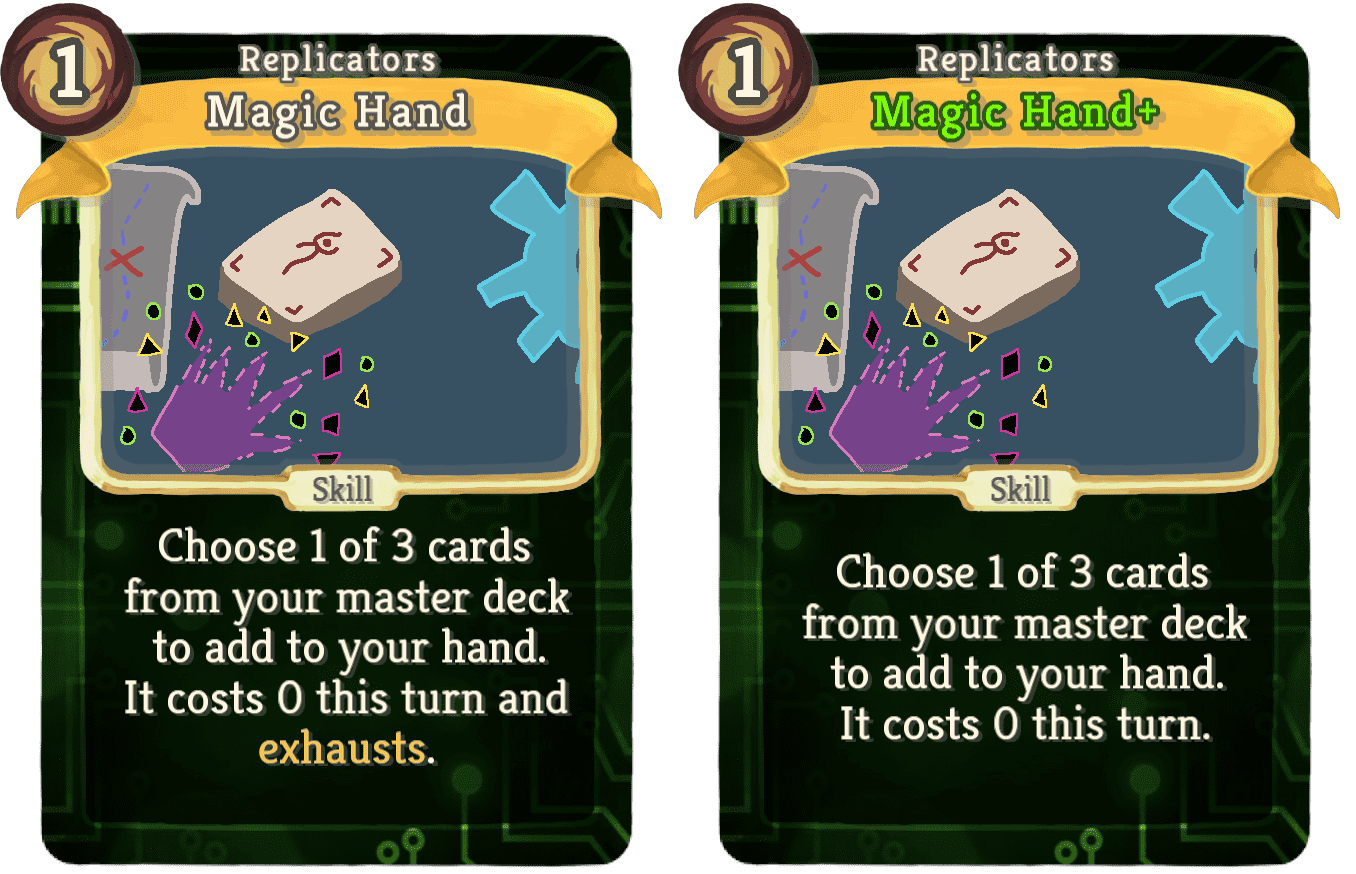 1
Replicators
Magic Hand
Skill
Choose 1 of 3 cards
from your master deck
to add to your hand.
It costs 0 this turn and
exhausts.
1
Replicators
Magic Hand+
Skill
Choose 1 of 3 cards
from your master deck
to add to your hand.
It costs 0 this turn.